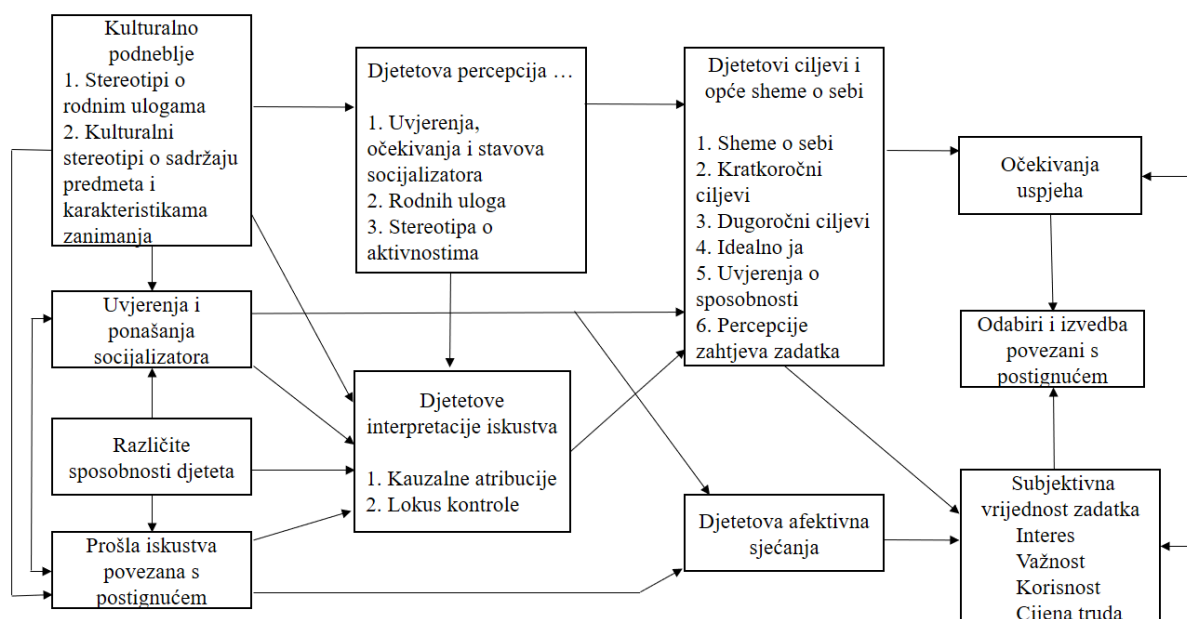 Kulturalno
podneblje
1. Stereotipi o
rodnim ulogama
2. Kulturalni
stereotipi o sadržaju
predmeta i
karakteristikama
zanimanja
Uvjerenja i
ponašanja
socijalizatora
Različite
sposobnosti djeteta
Prošla iskustva
povezana s
postignućem
Djetetova percepcija …
1. Uvjerenja,
očekivanja i stavova
socijalizatora
2. Rodnih uloga
3. Stereotipa o
aktivnostima
Djetetove
interpretacije iskustva
1. Kauzalne atribucije
2. Lokus kontrole
Djetetovi ciljevi i
opće sheme o sebi
1. Sheme o sebi
2. Kratkoročni
ciljevi
3. Dugoročni ciljevi
4. Idealno ja
5. Uvjerenja o
sposobnosti
6. Percepcije
zahtjeva zadatka
Djetetova afektivna
sjećanja
Očekivanja
uspjeha
Odabiri i izvedba
povezani s
postignućem
Subjektivna
vrijednost zadatka
Interes
Važnost
Korisnost
Cijena truda